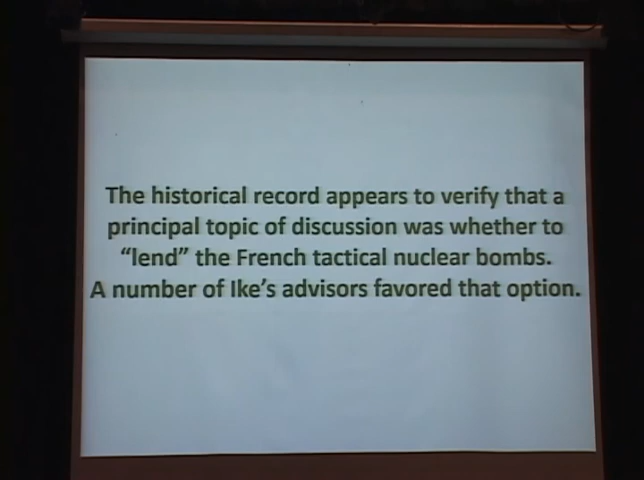 The historical record appears to verify that a
principal topic of discussion was whether to
“lend” the French tactical nuclear bombs.
A number of Ike’s advisors favored that option.